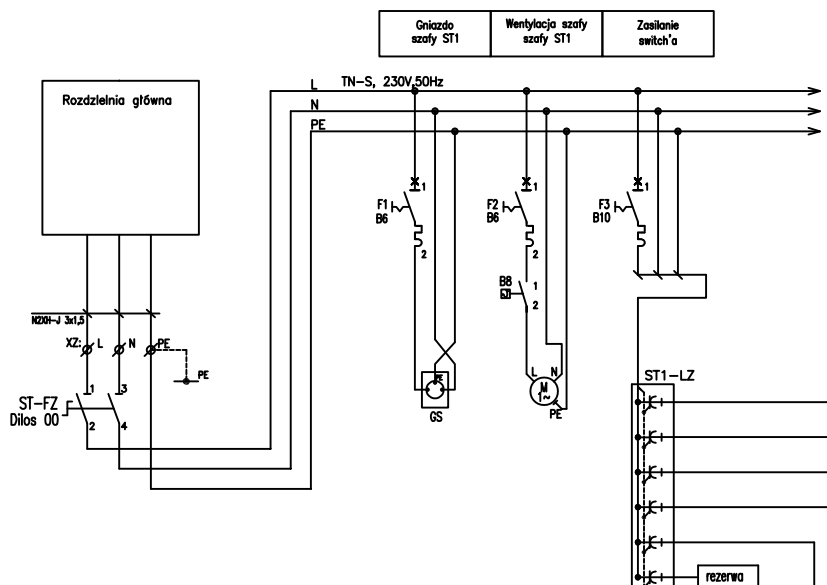 Gniazdo
szafy ST1
Wentylacja szafy
szafy ST1
Zasilanie
switch'a
L TN-S, 230V,50Hz
N
PE
Rozdzielnia główna
F1
B6
1
2
F2
B6
1
2
F3
B10
1
2
B8
1
2
N2XH-J 3x1,5
XZ: L N PE
PE
ST-FZ
Dilos 00
1 3
2 4
PE
GS
L N
M
1~
PE
ST1-LZ
rezerwa